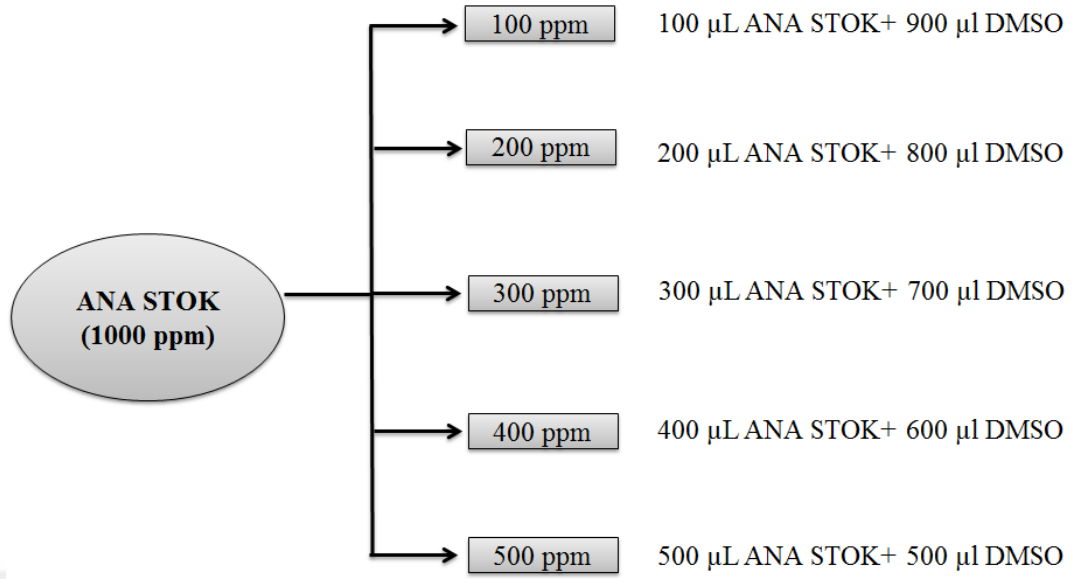 100 ppm 100 µL ANA STOK+ 900 µl DMSO
200 ppm 200 µL ANA STOK+ 800 µl DMSO
ANA STOK
(1000 ppm)
300 ppm 300 µL ANA STOK+ 700 µl DMSO
400 ppm 400 µL ANA STOK+ 600 µl DMSO
500 ppm 500 µL ANA STOK+ 500 µl DMSO